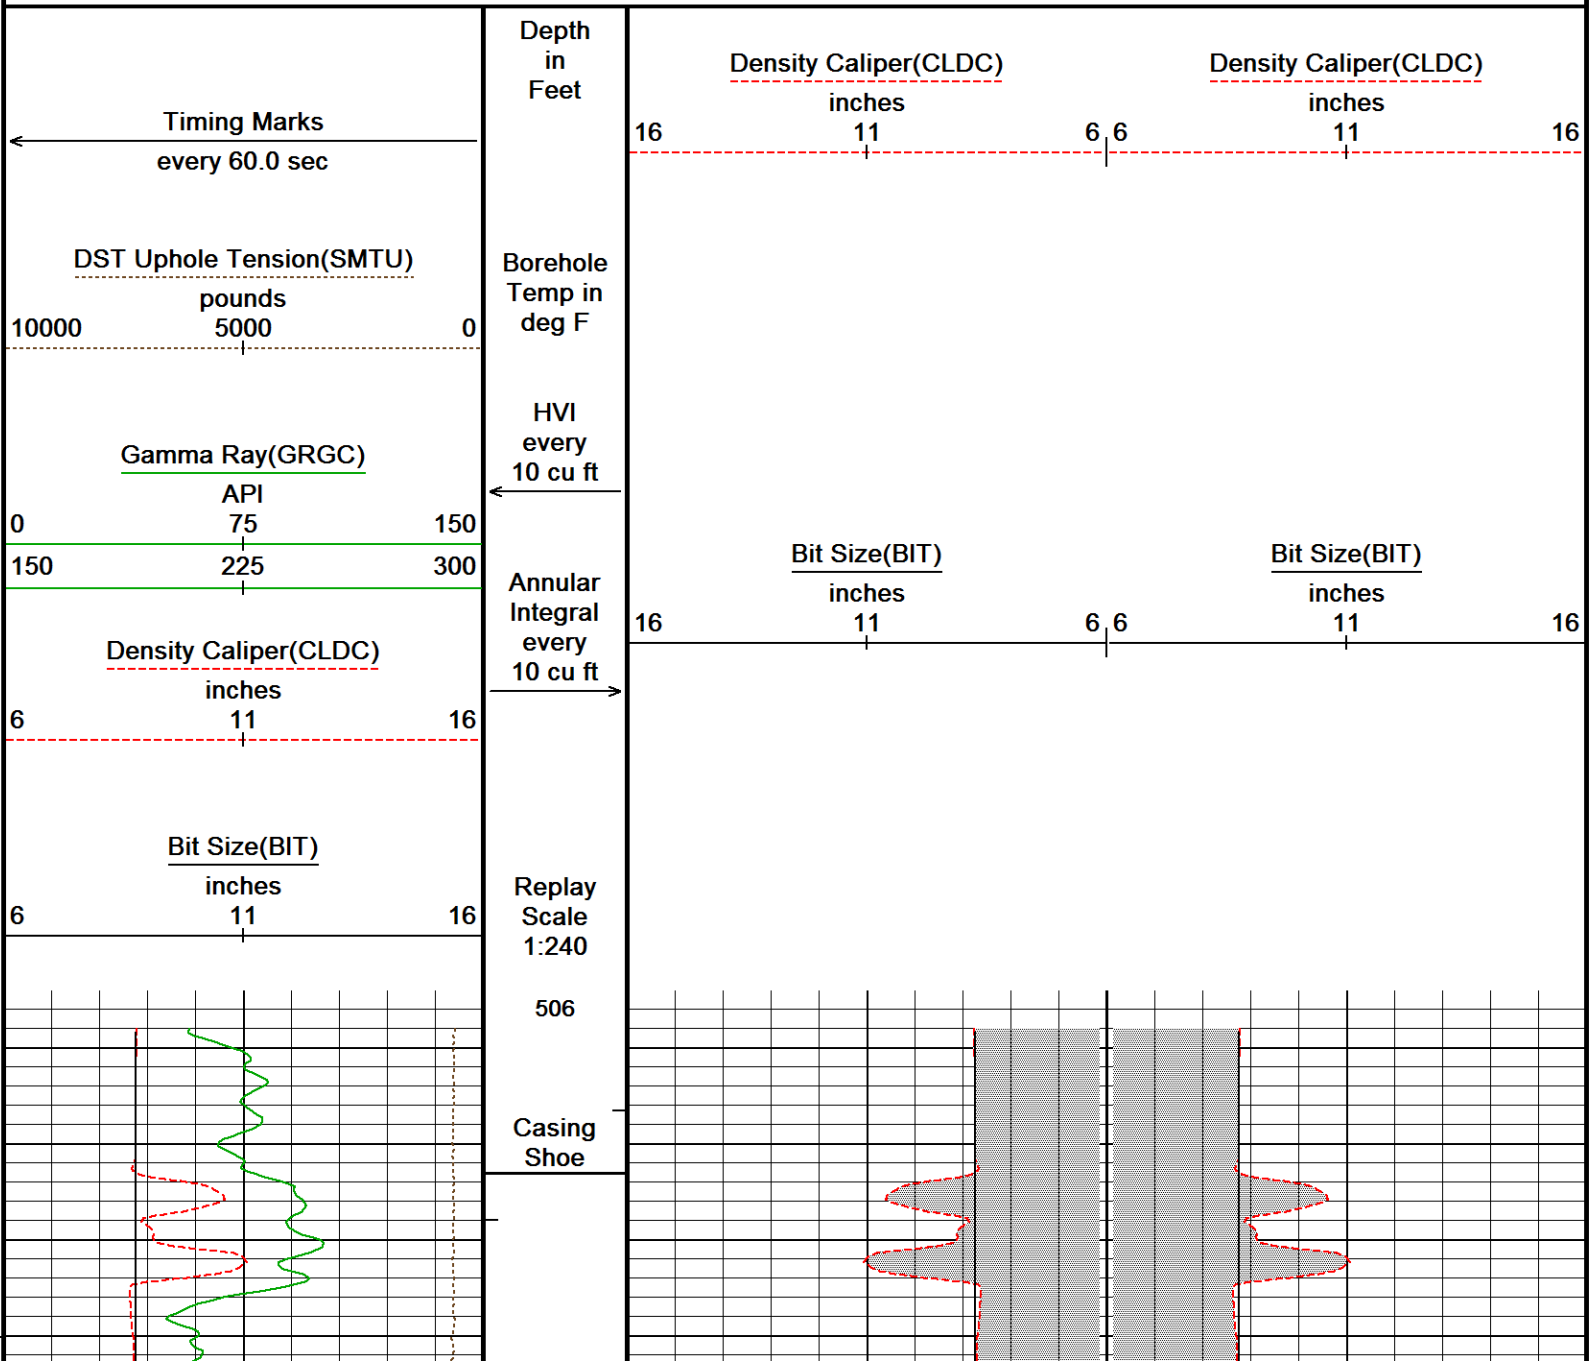 Timing Marks
every 60.0 sec
DST Uphole Tension(SMTU)
pounds
10000 5000 0
Gamma Ray(GRGC)
API
0 75 150
150 225 300
Density Caliper(CLDC)
inches
6 11 16
Bit Size(BIT)
inches
6 11 16
Depth
in
Feet
Borehole
Temp in
deg F
HVI
every
10 cu ft
Annular
Integral
every
10 cu ft
Replay
Scale
1:240
506
Casing
Shoe
Density Caliper(CLDC) Density Caliper(CLDC)
inches inches
16 11 6 6 11 16
Bit Size(BIT) Bit Size(BIT)
inches inches
16 11 6 6 11 16